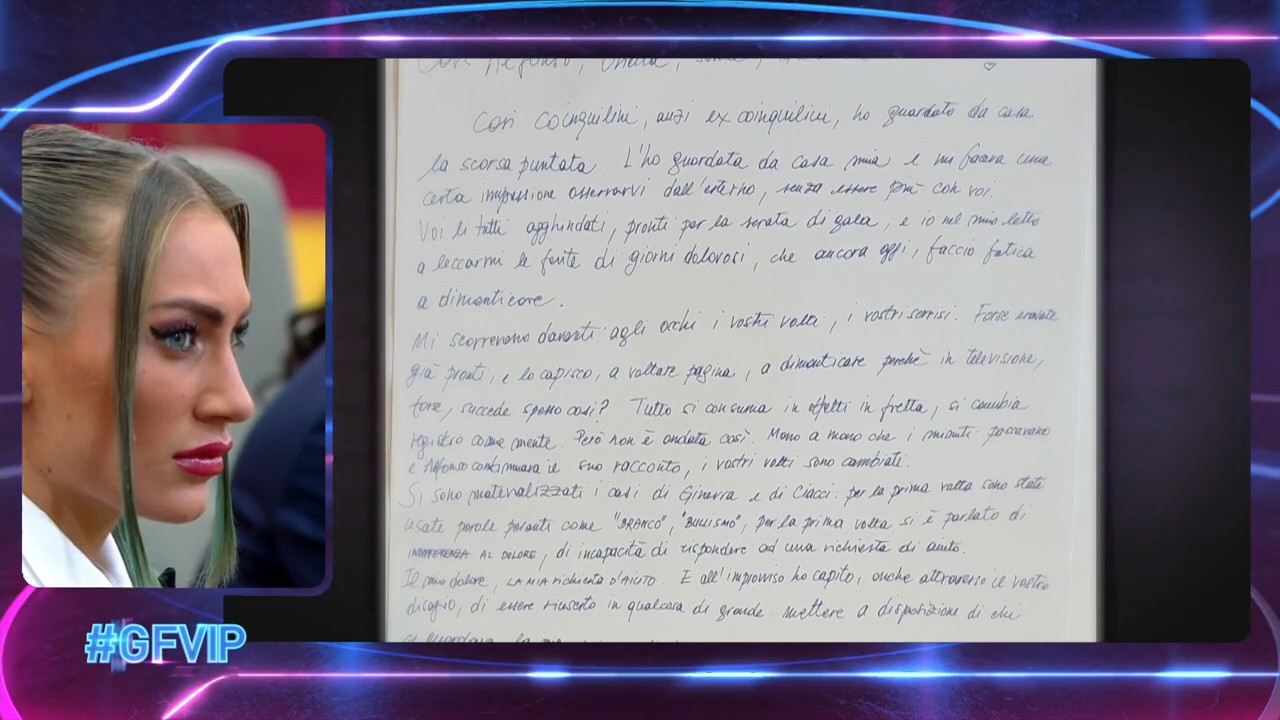 Cari Alfonso,
Cari coinquilini, anzi ex coinquilini, ho guardato da casa
la scorsa puntata. L'ho guardata da casa mia e mi faceva una
certa impressione osservarvi dall'esterno, senza essere più con voi.
Voi lì tutti agghindati, pronti per la serata di gala, e io nel mio letto
a leccarmi le ferite di giorni dolorosi, che ancora oggi, faccio fatica
a dimenticare.
Mi scorrevano davanti agli occhi i vostri volti, i vostri sorrisi. Forse eravate
già pronti, e lo capisco, a voltare pagina, a dimenticare perchè in televisione,
forse, succede spesso così? Tutto si consuma in effetti in fretta, si cambia
registro come niente. Però non è andata così. Mano a mano che i minuti passavano
e Alfonso continuava il suo racconto, i vostri volti sono cambiati.
Si sono materializzati i casi di Ginevra e di Ciacci: per la prima volta sono state
usate parole pesanti come "BRANCO", "BULLISMO", per la prima volta si è parlato di
INDIFFERENZA AL DOLORE, di incapacità di rispondere ad una richiesta di aiuto.
Il mio dolore, LA MIA RICHIESTA D'AIUTO. E all'improvviso ho capito, anche attraverso il vostro
disagio, di essere riuscito in qualcosa di grande: mettere a disposizione di chi
#GFVIP